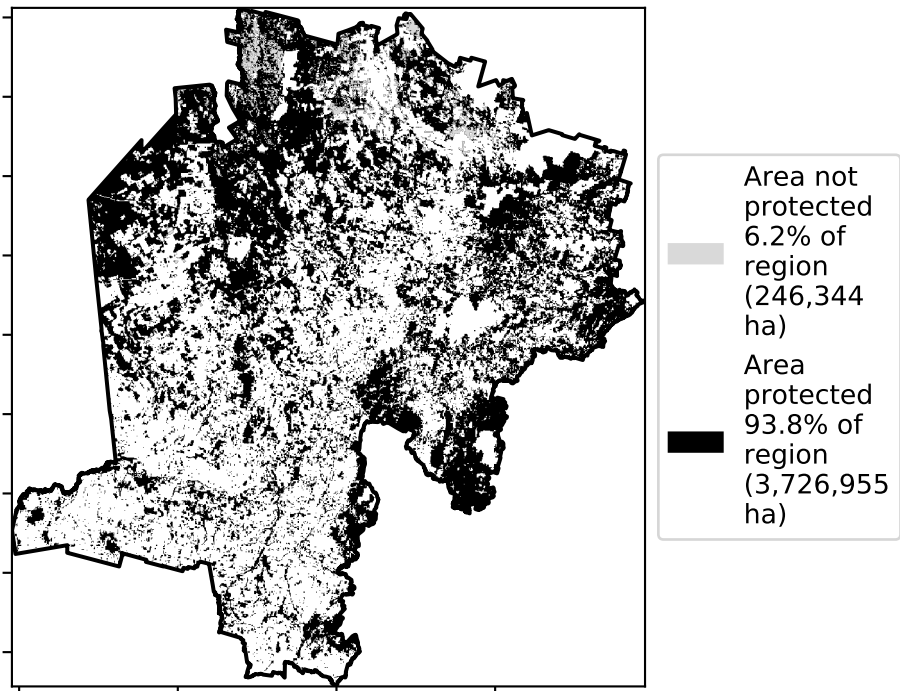 Area not
protected
6.2% of
region
(246,344
ha)
Area
protected
93.8% of
region
(3,726,955
ha)